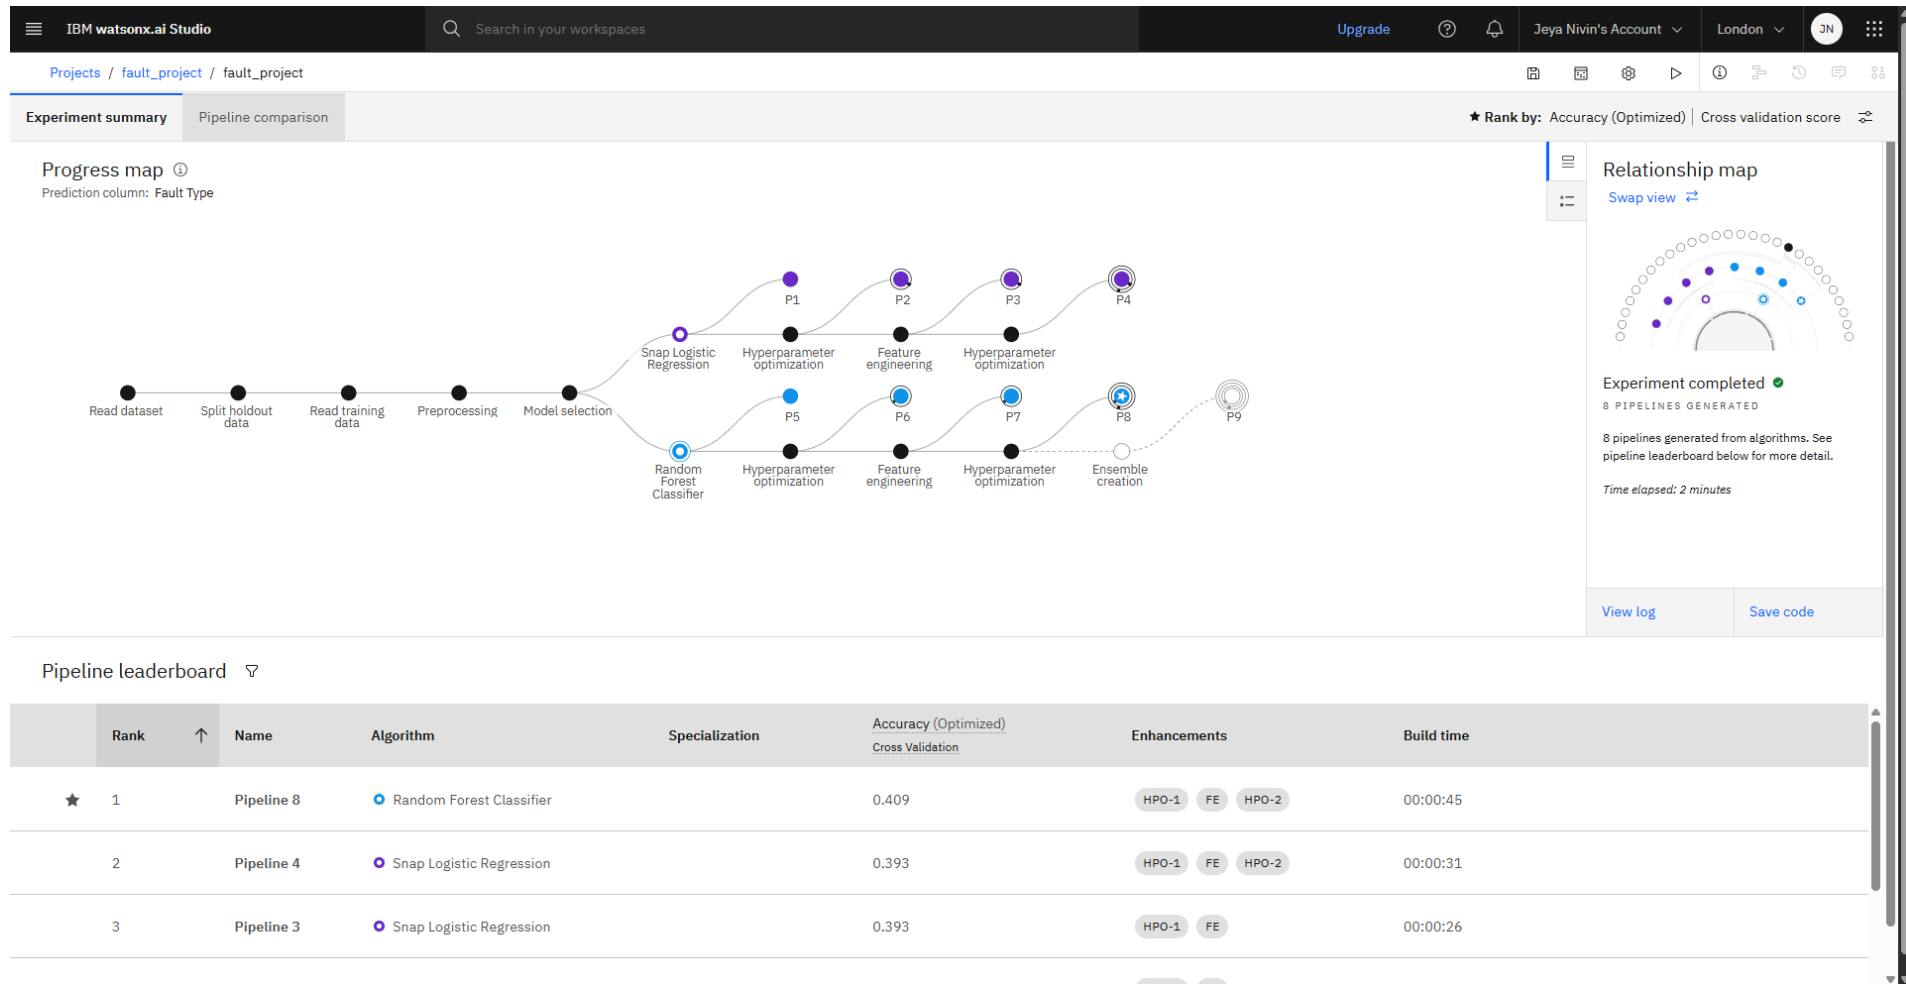 IBM watsonx.ai Studio
Search in your workspaces
Upgrade
Jeya Nivin's Account
London
JN
Projects / fault_project / fault_project
Experiment summary
Pipeline comparison
Rank by: Accuracy (Optimized) | Cross validation score
Progress map
Prediction column: Fault Type
P1
P2
P3
P4
Snap Logistic
Regression
Hyperparameter
optimization
Feature
engineering
Hyperparameter
optimization
Read dataset
Split holdout
data
Read training
data
Preprocessing
Model selection
P5
P6
P7
P8
P9
Random
Forest
Classifier
Hyperparameter
optimization
Feature
engineering
Hyperparameter
optimization
Ensemble
creation
Relationship map
Swap view
Experiment completed
8 PIPELINES GENERATED
8 pipelines generated from algorithms. See
pipeline leaderboard below for more detail.
Time elapsed: 2 minutes
View log
Save code
Pipeline leaderboard
Rank
Name
Algorithm
Specialization
Accuracy (Optimized)
Cross Validation
Enhancements
Build time
1 Pipeline 8 Random Forest Classifier 0.409 HPO-1 FE HPO-2 00:00:45
2 Pipeline 4 Snap Logistic Regression 0.393 HPO-1 FE HPO-2 00:00:31
3 Pipeline 3 Snap Logistic Regression 0.393 HPO-1 FE 00:00:26